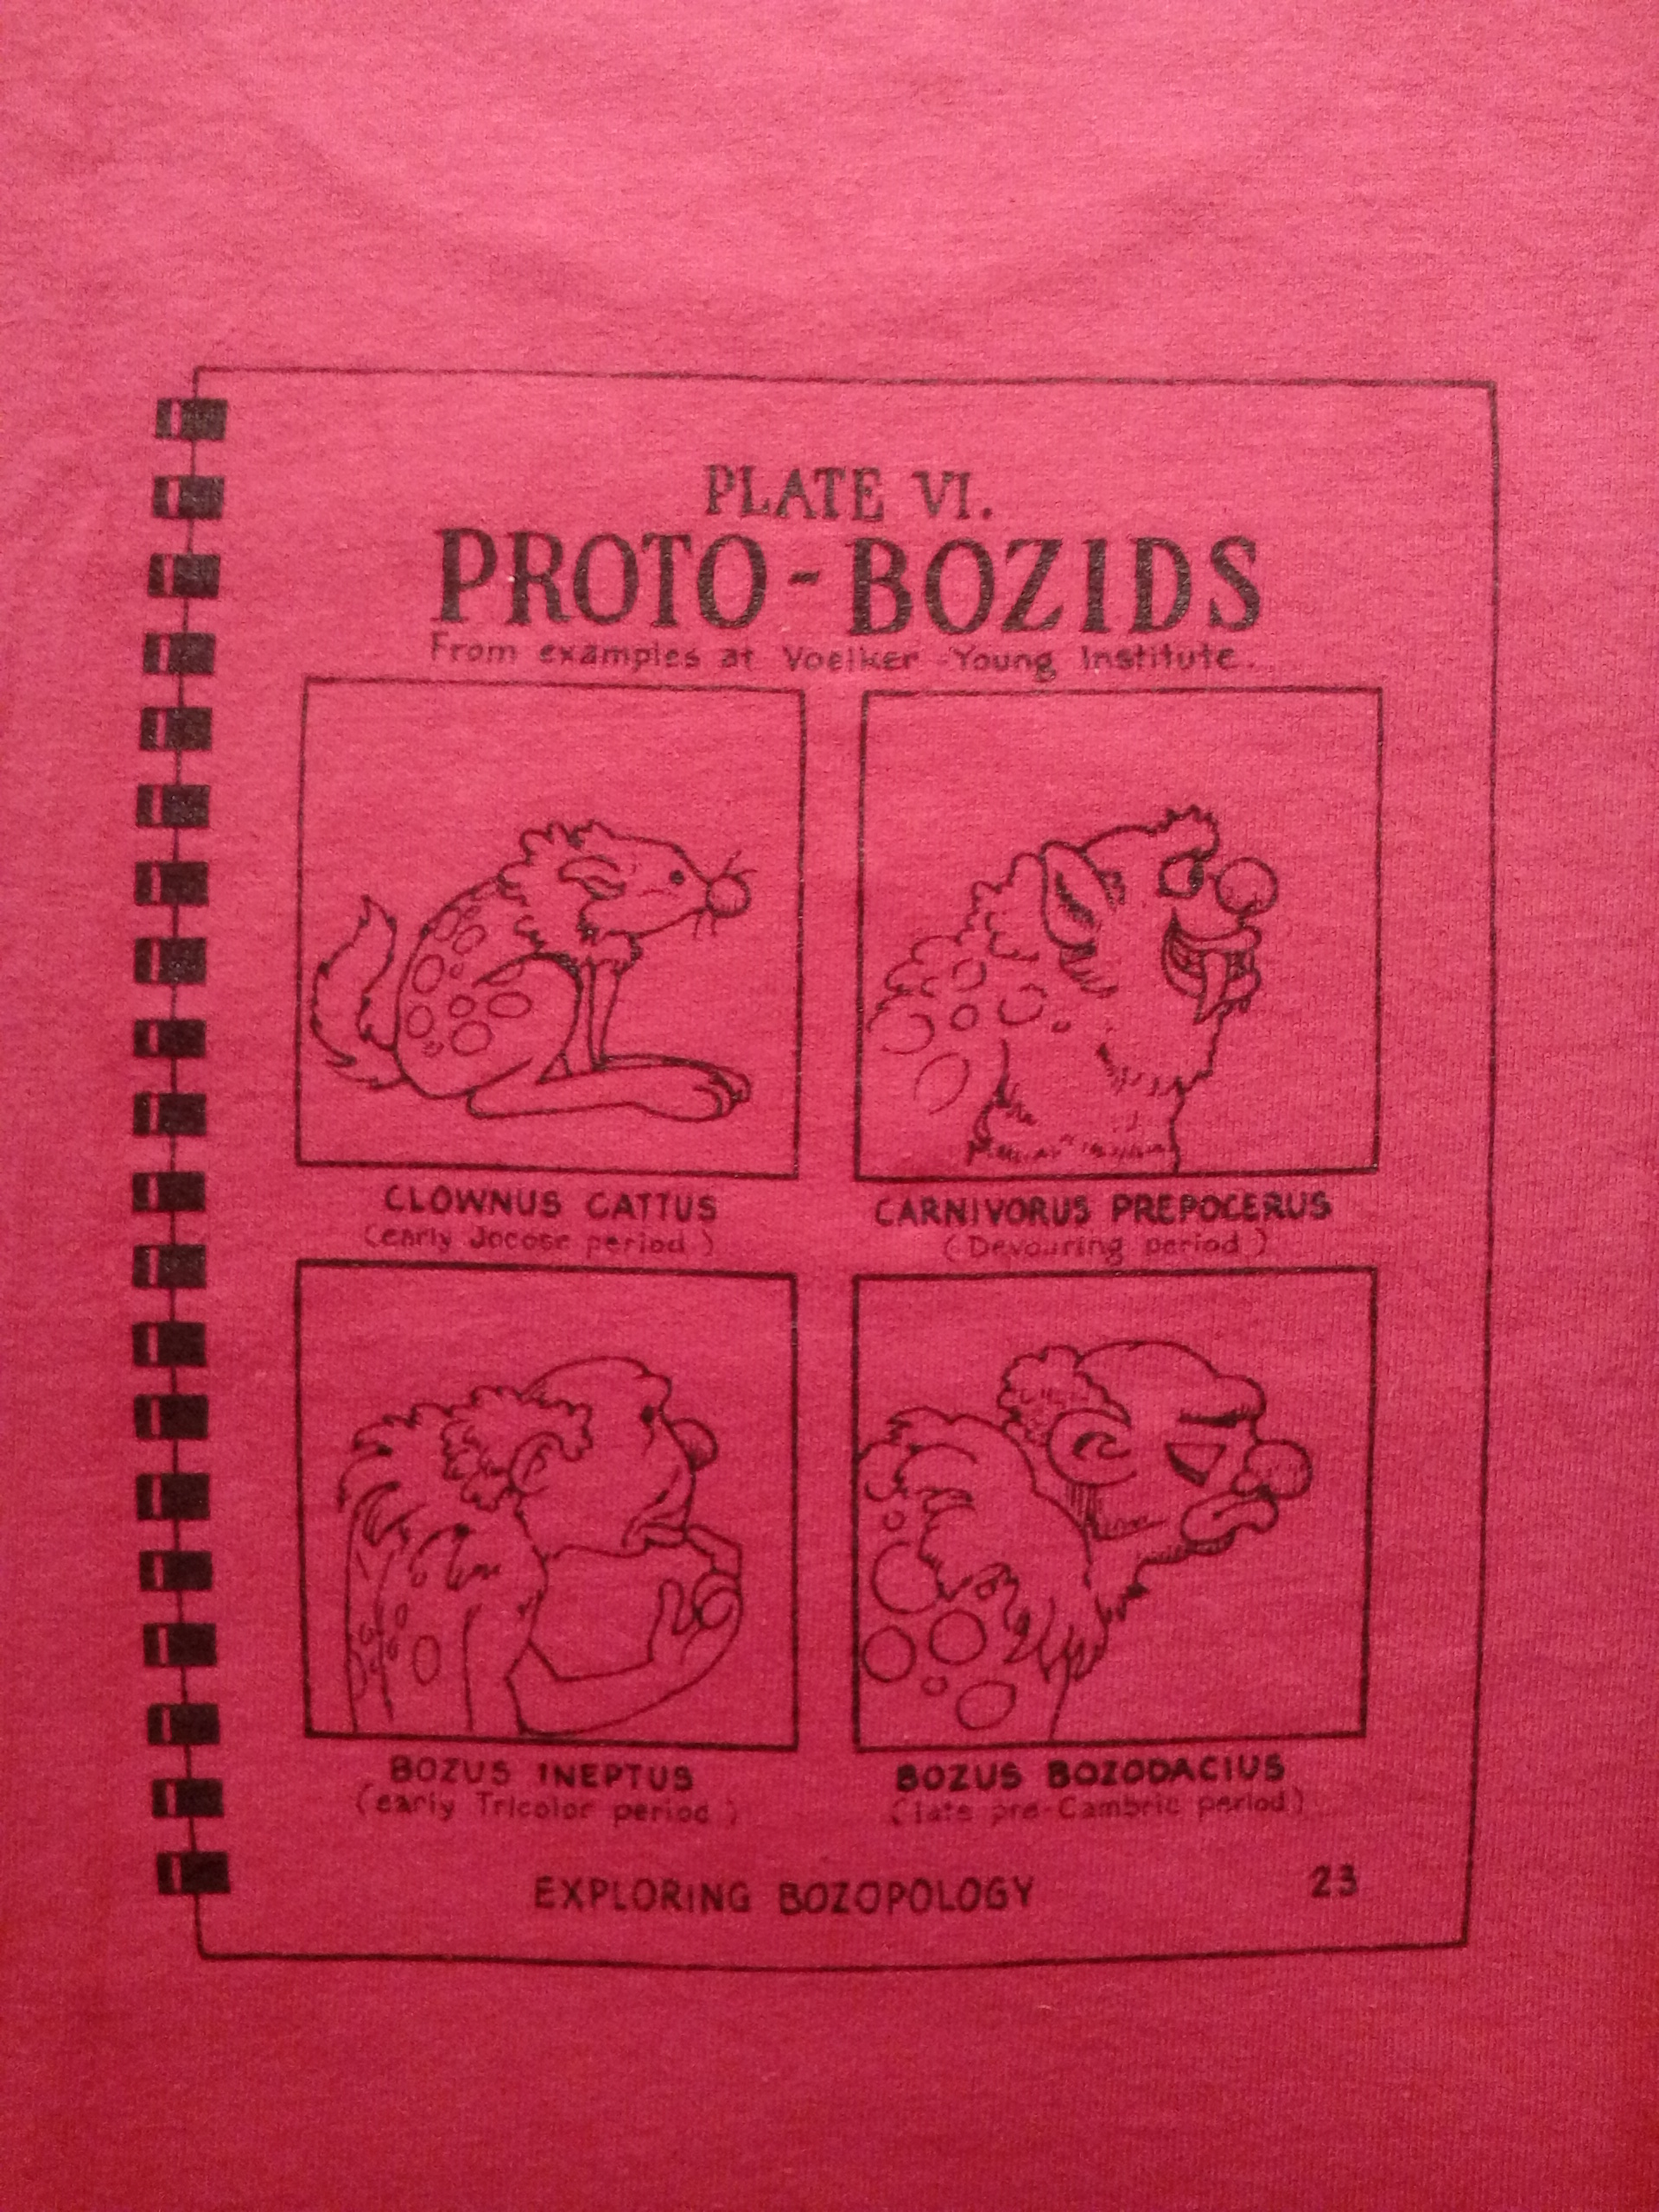 PLATE VI.
PROTO-BOZIDS
From examples at Voelker-Young Institute.
CLOWNUS CATTUS
(early Jocose period)
CARNIVORUS PREPOCERUS
(Devouring period)
BOZUS INEPTUS
(early Tricolor period)
BOZUS BOZODACIUS
(late pre-Cambric period)
EXPLORING BOZOPOLOGY
23